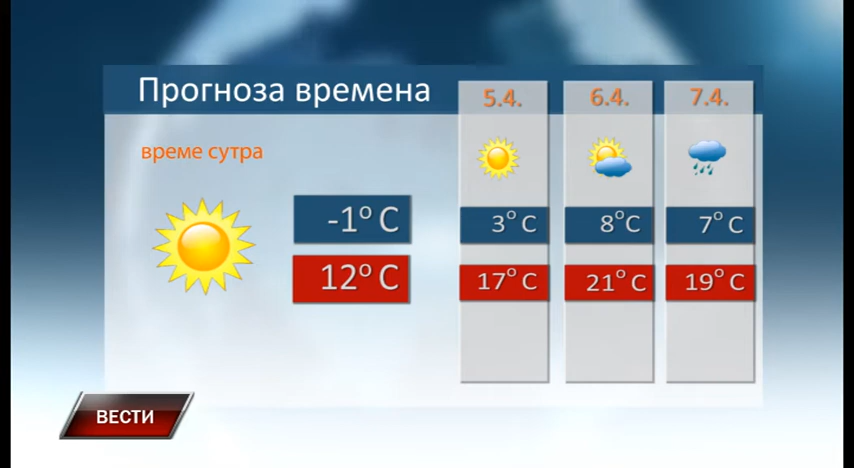 Прогноза времена
време сутра
-1° C
12° C
5.4.
3° C
17° C
6.4.
8°C
21° C
7.4.
7° C
19° C
ВЕСТИ